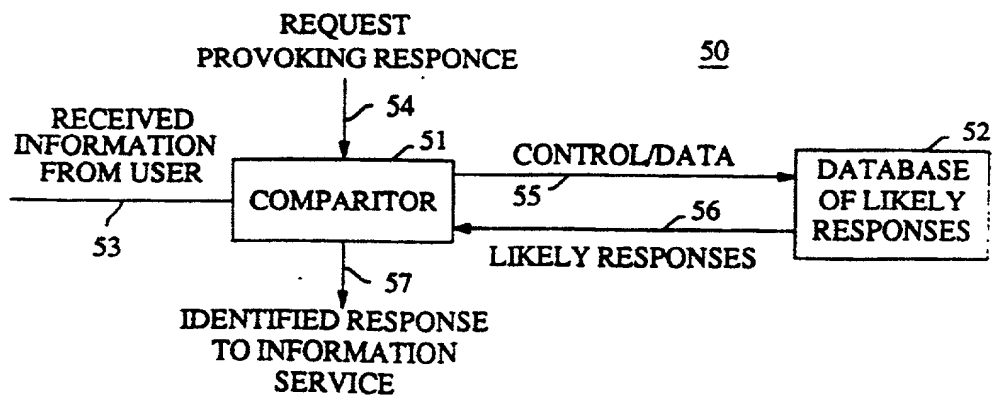 REQUEST
PROVOKING RESPONCE
50
54
RECEIVED
INFORMATION
FROM USER
53
51
COMPARITOR
CONTROL/DATA
55
56
LIKELY RESPONSES
52
DATABASE
OF LIKELY
RESPONSES
57
IDENTIFIED RESPONSE
TO INFORMATION
SERVICE